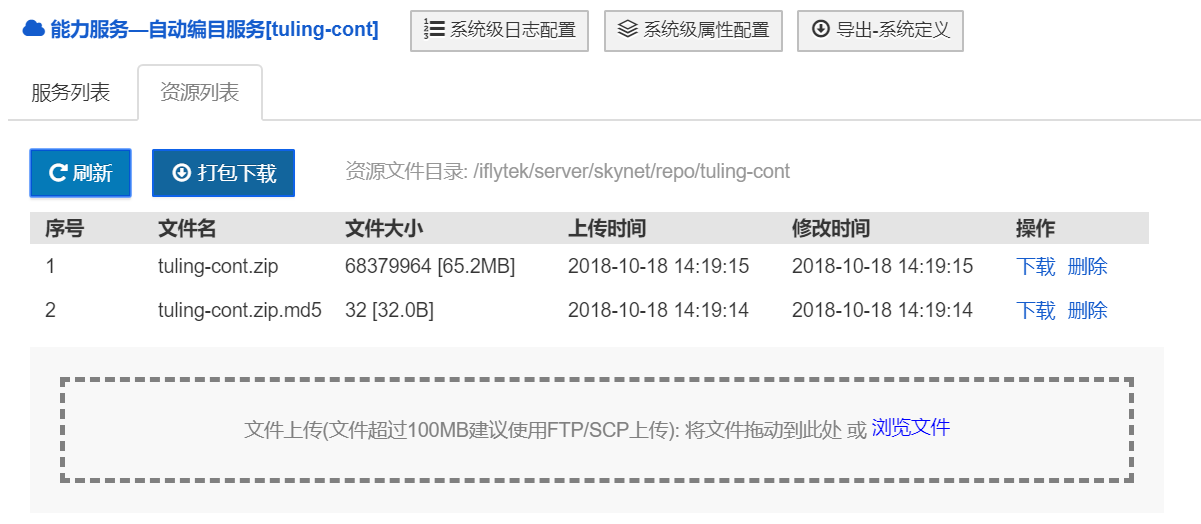 能力服务—自动编目服务[tuling-cont] 系统级日志配置 系统级属性配置 导出-系统定义
服务列表 资源列表
刷新 打包下载 资源文件目录: /iflytek/server/skynet/repo/tuling-cont
序号 文件名 文件大小 上传时间 修改时间 操作
1 tuling-cont.zip 68379964 [65.2MB] 2018-10-18 14:19:15 2018-10-18 14:19:15 下载 删除
2 tuling-cont.zip.md5 32 [32.0B] 2018-10-18 14:19:14 2018-10-18 14:19:14 下载 删除
文件上传(文件超过100MB建议使用FTP/SCP上传): 将文件拖动到此处 或 浏览文件